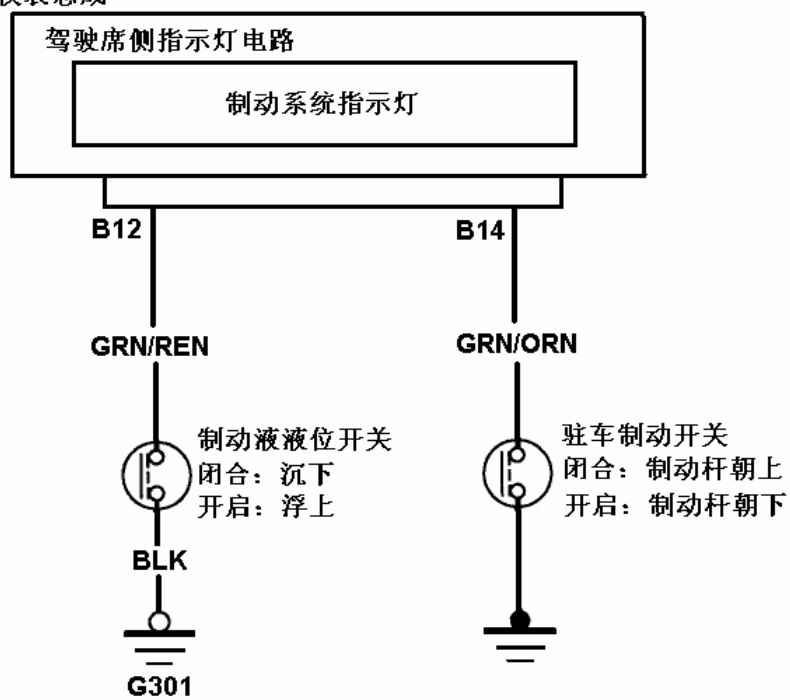 驾驶席侧指示灯电路
制动系统指示灯
B12
B14
GRN/REN
GRN/ORN
制动液液位开关
闭合：沉下
开启：浮上
驻车制动开关
闭合：制动杆朝上
开启：制动杆朝下
BLK
G301